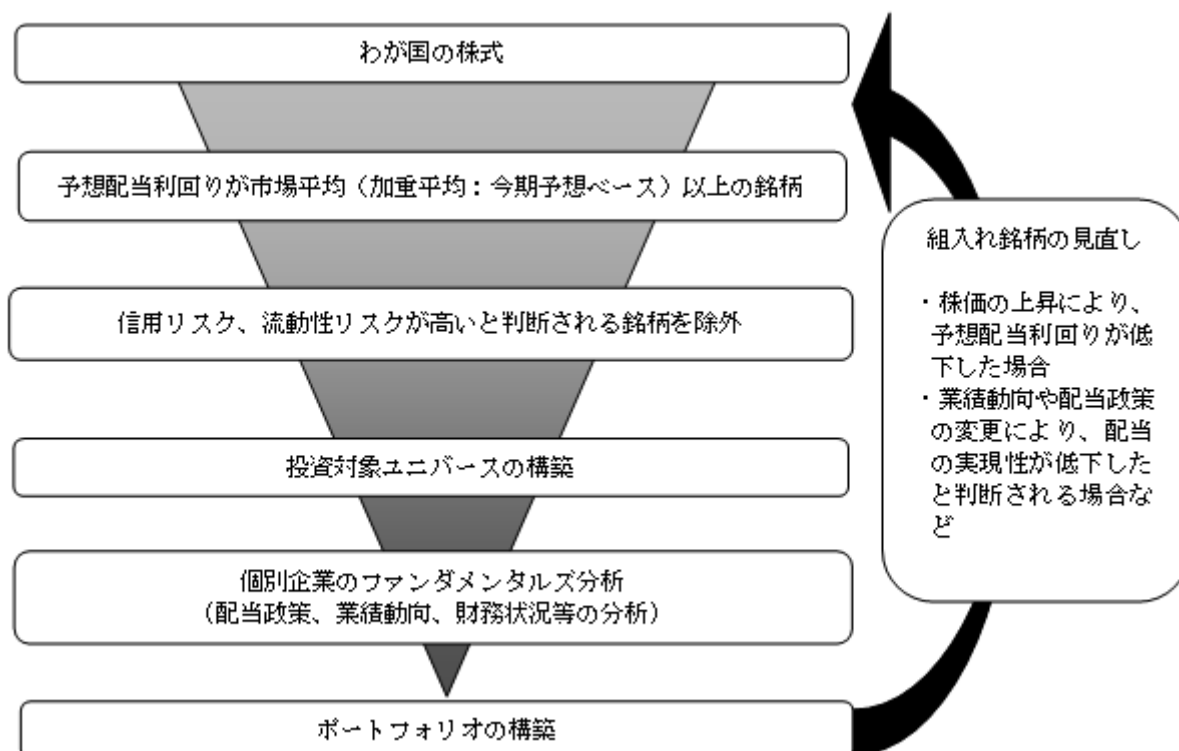 わが国の株式
予想配当利回りが市場平均（加重平均：今期予想ベース）以上の銘柄
信用リスク、流動性リスクが高いと判断される銘柄を除外
投資対象ユニバースの構築
個別企業のファンダメンタルズ分析
（配当政策、業績動向、財務状況等の分析）
ポートフォリオの構築
組入れ銘柄の見直し
・株価の上昇により、
予想配当利回りが低
下した場合
・業績動向や配当政策
の変更により、配当
の実現性が低下した
と判断される場合な
ど